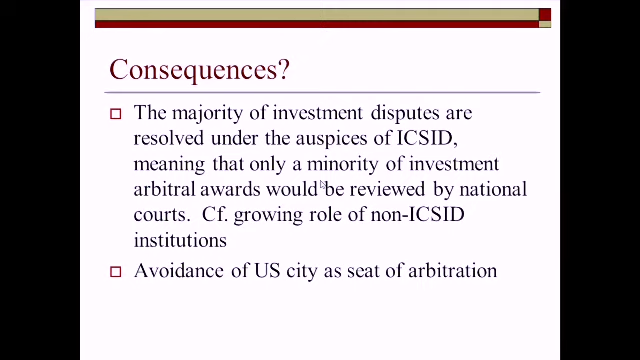 Consequences?
The majority of investment disputes are
resolved under the auspices of ICSID,
meaning that only a minority of investment
arbitral awards would be reviewed by national
courts. Cf. growing role of non-ICSID
institutions
Avoidance of US city as seat of arbitration